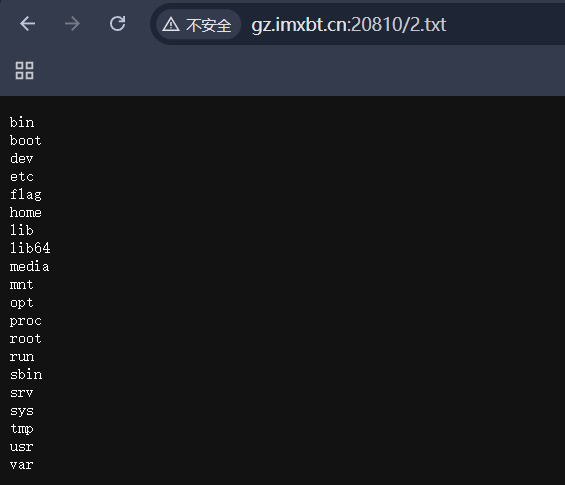 不安全 gz.imxbt.cn:20810/2.txt
bin
boot
dev
etc
flag
home
lib
lib64
media
mnt
opt
proc
root
run
sbin
srv
sys
tmp
usr
var